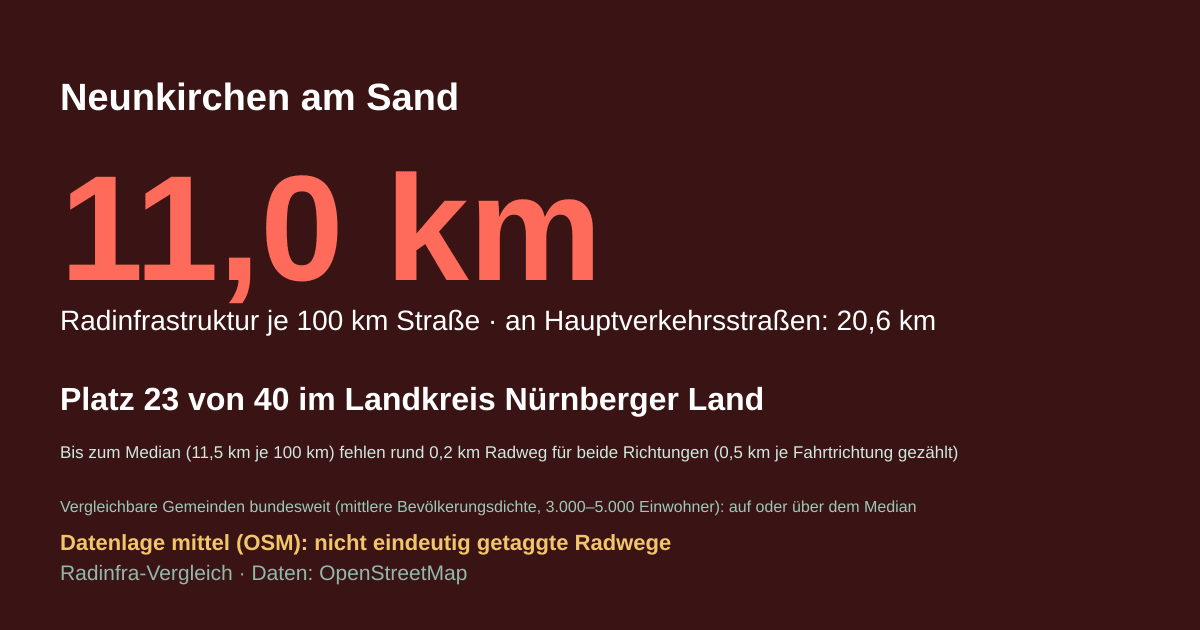 Neunkirchen am Sand
11,0 km
Radinfrastruktur je 100 km Straße · an Hauptverkehrsstraßen: 20,6 km
Platz 23 von 40 im Landkreis Nürnberger Land
Bis zum Median (11,5 km je 100 km) fehlen rund 0,2 km Radweg für beide Richtungen (0,5 km je Fahrtrichtung gezählt)
Vergleichbare Gemeinden bundesweit (mittlere Bevölkerungsdichte, 3.000–5.000 Einwohner): auf oder über dem Median
Datenlage mittel (OSM): nicht eindeutig getaggte Radwege
Radinfra-Vergleich · Daten: OpenStreetMap